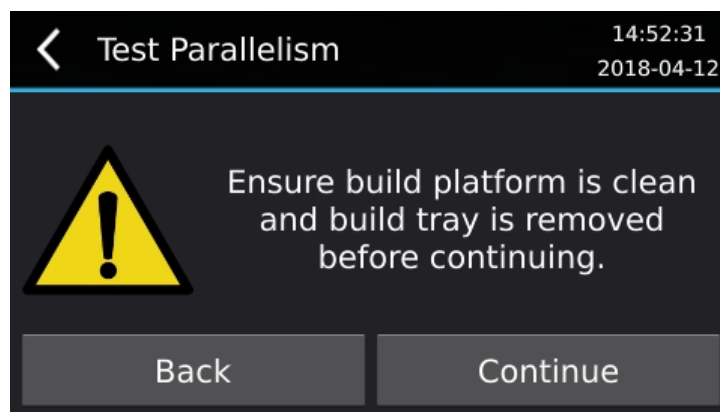 Test Parallelism
14:52:31
2018-04-12
Ensure build platform is clean
and build tray is removed
before continuing.
Back
Continue